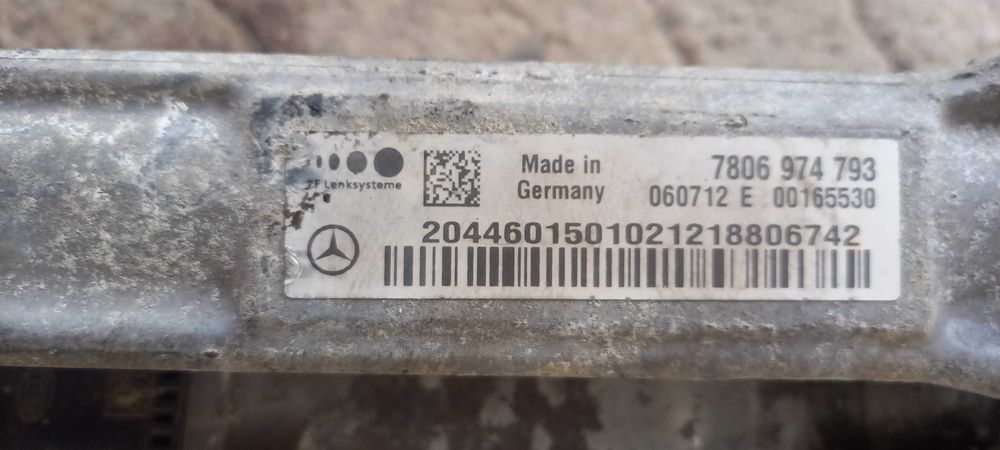 ZF Lenksysteme
Made in
Germany
7806 974 793
060712 E 00165530
2044601501021218806742